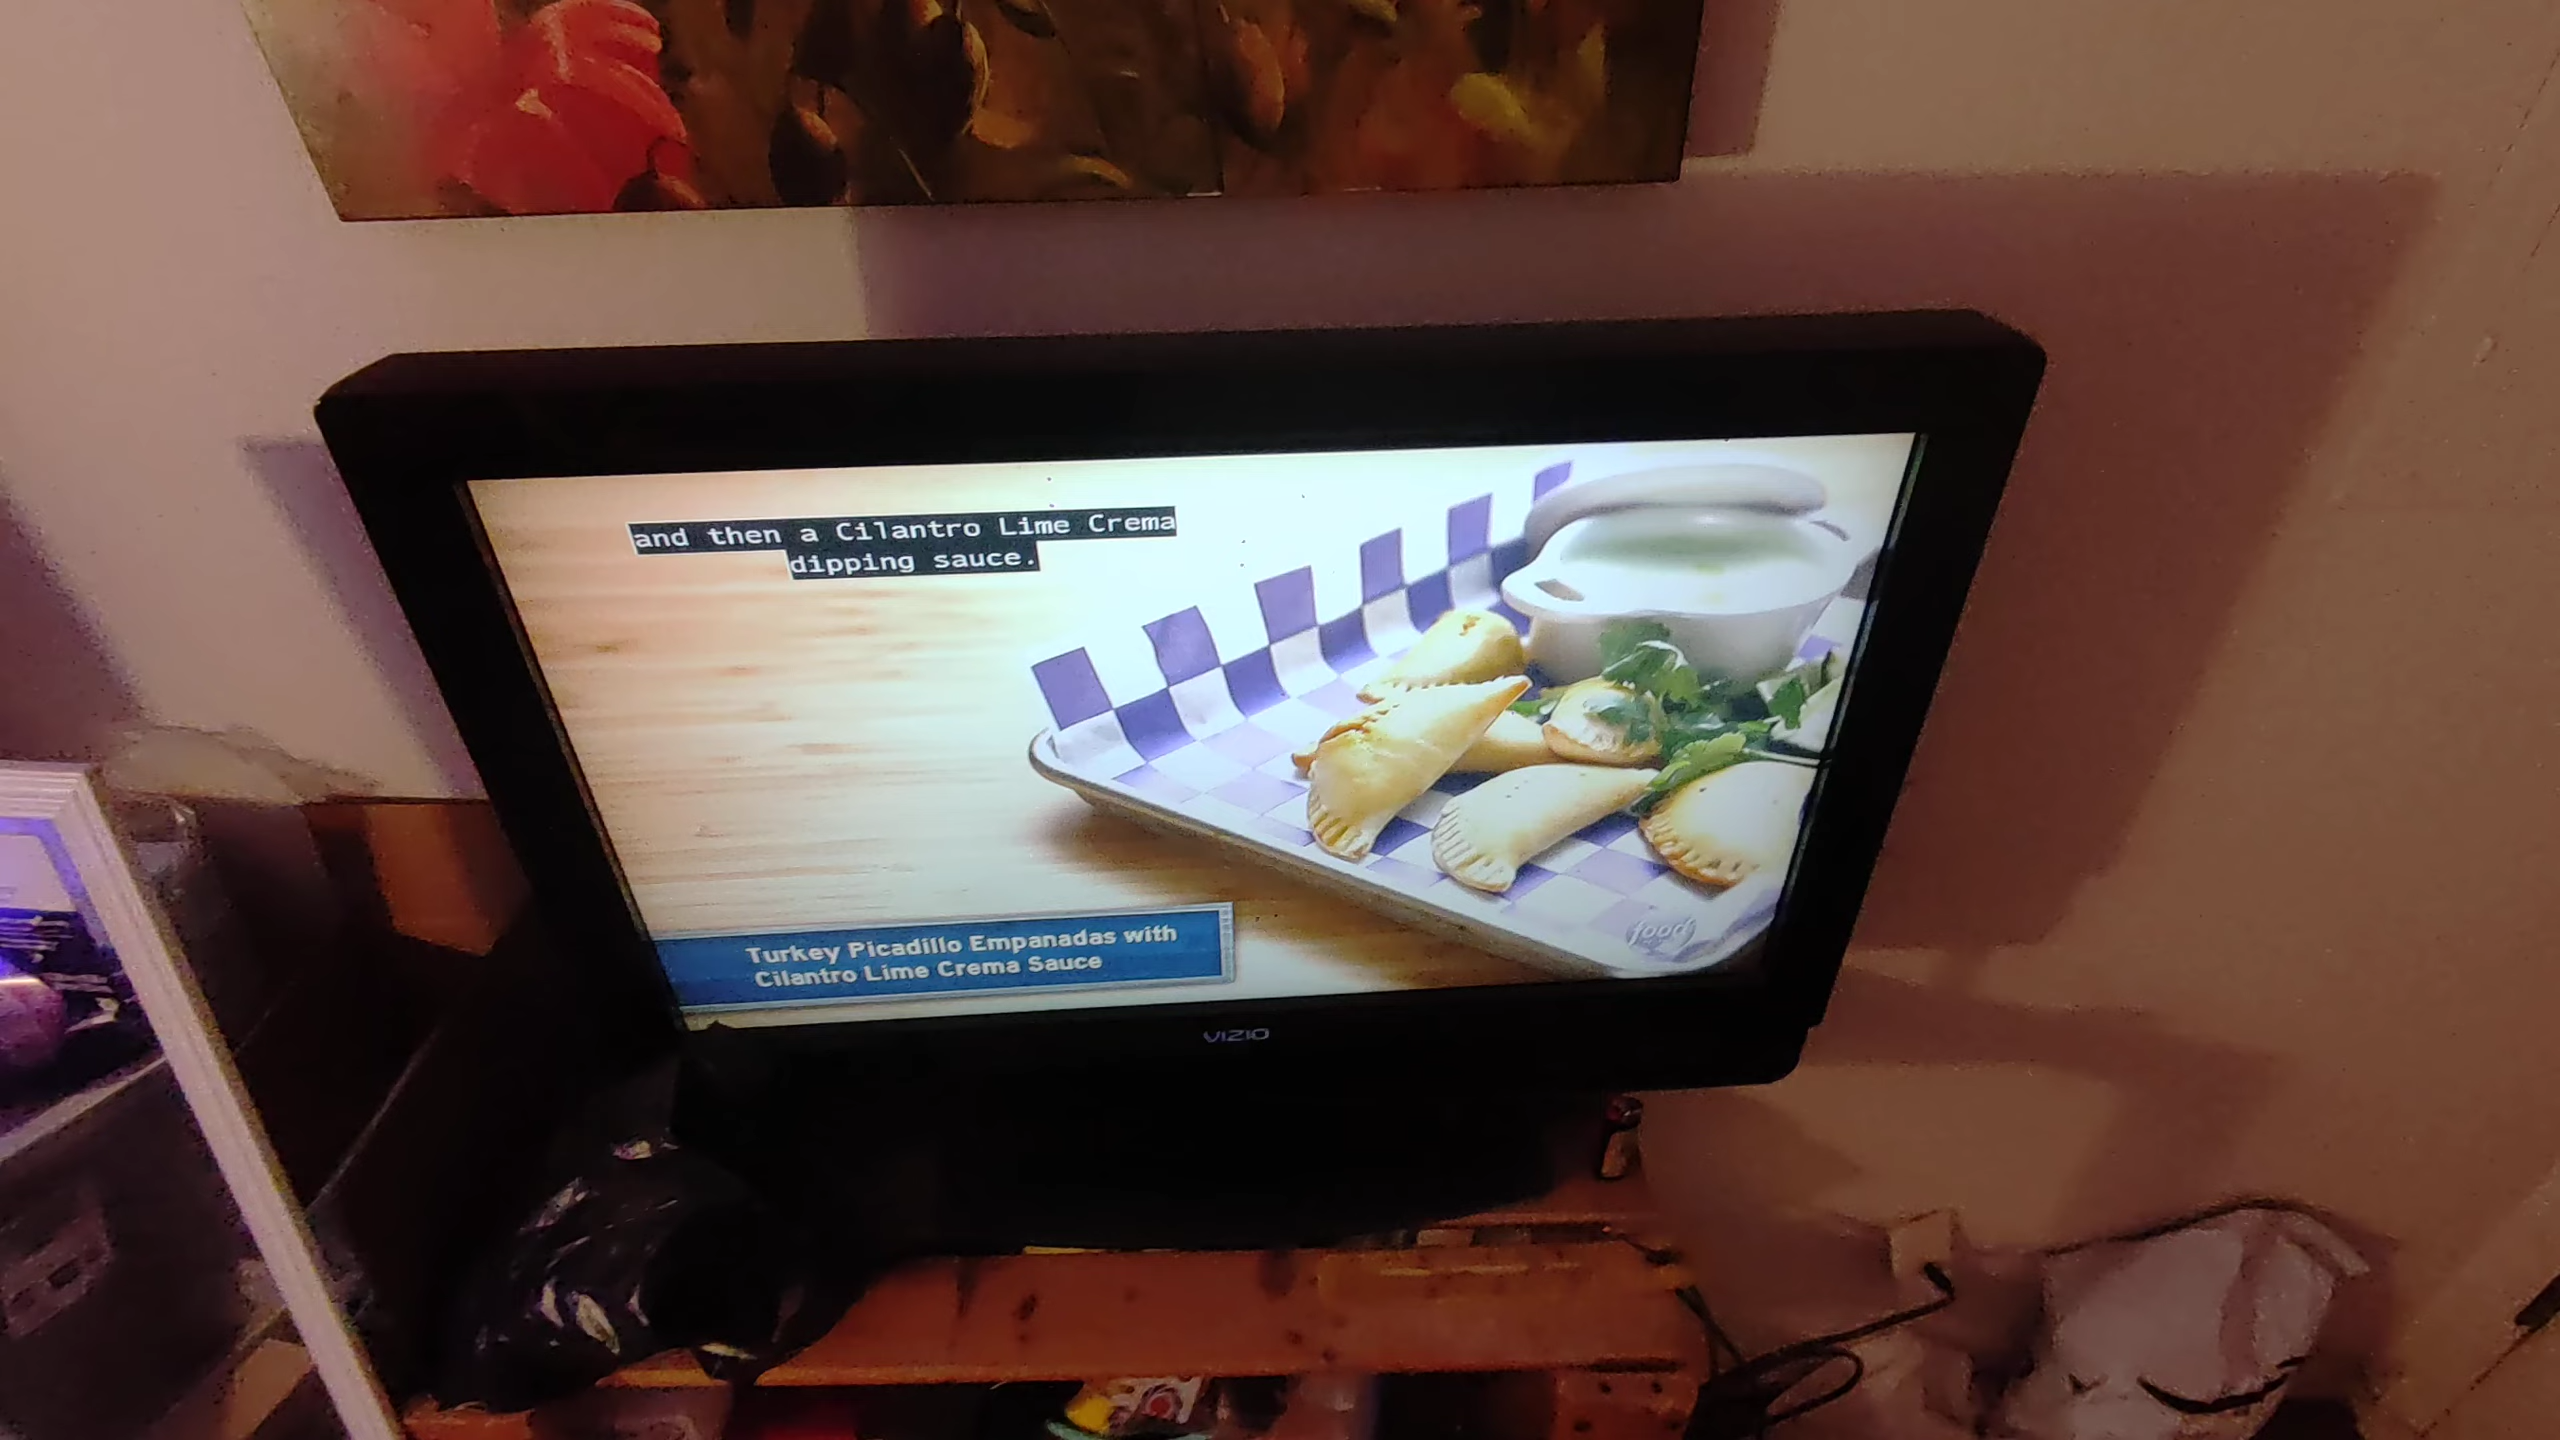 and then a Cilantro Lime Crema
dipping sauce.
Turkey Picadillo Empanadas with
Cilantro Lime Crema Sauce
food
VIZIO